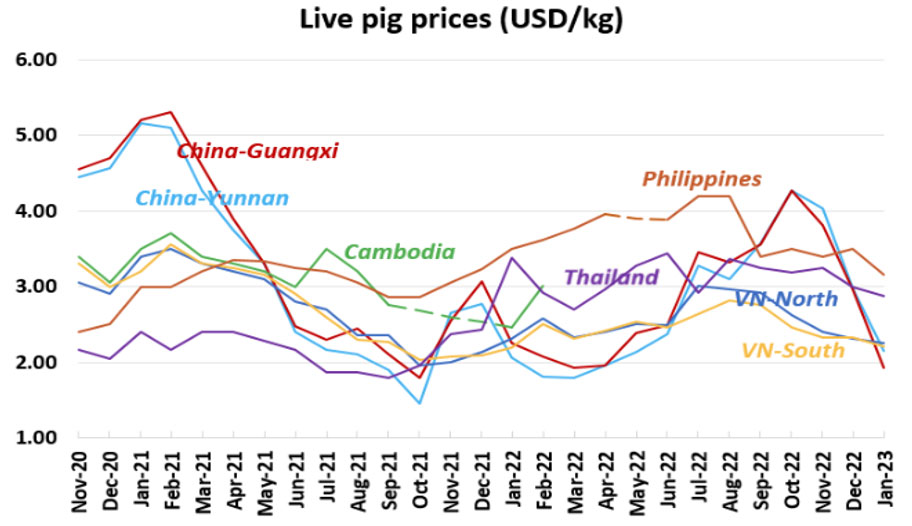 Live pig prices (USD/kg)
6.00
5.00
4.00
3.00
2.00
1.00
China-Guangxi
China-Yunnan
Cambodia
Philippines
Thailand
VN-North
VN-South
Nov-20
Dec-20
Jan-21
Feb-21
Mar-21
Apr-21
May-21
Jun-21
Jul-21
Aug-21
Sep-21
Oct-21
Nov-21
Dec-21
Jan-22
Feb-22
Mar-22
Apr-22
May-22
Jun-22
Jul-22
Aug-22
Sep-22
Oct-22
Nov-22
Dec-22
Jan-23